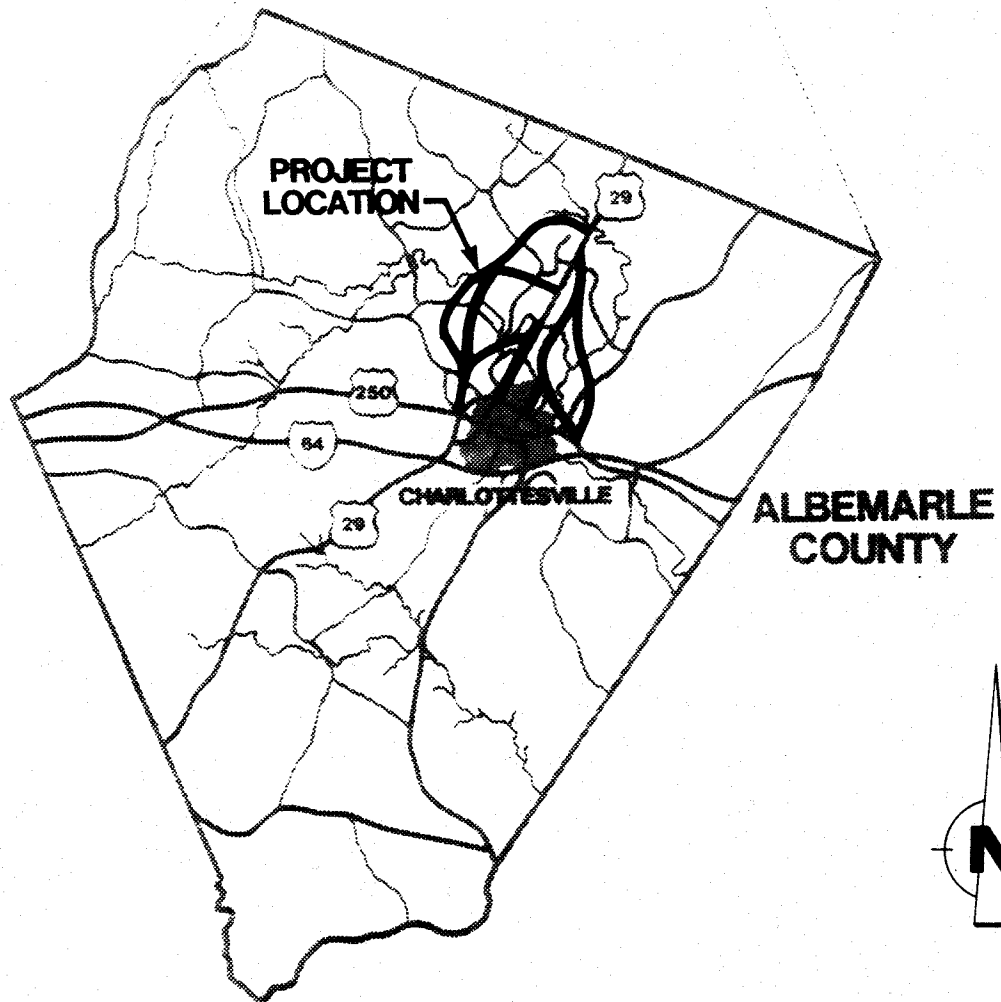 PROJECT
LOCATION
29
250
64
CHARLOTTESVILLE
29
ALBEMARLE
COUNTY
N